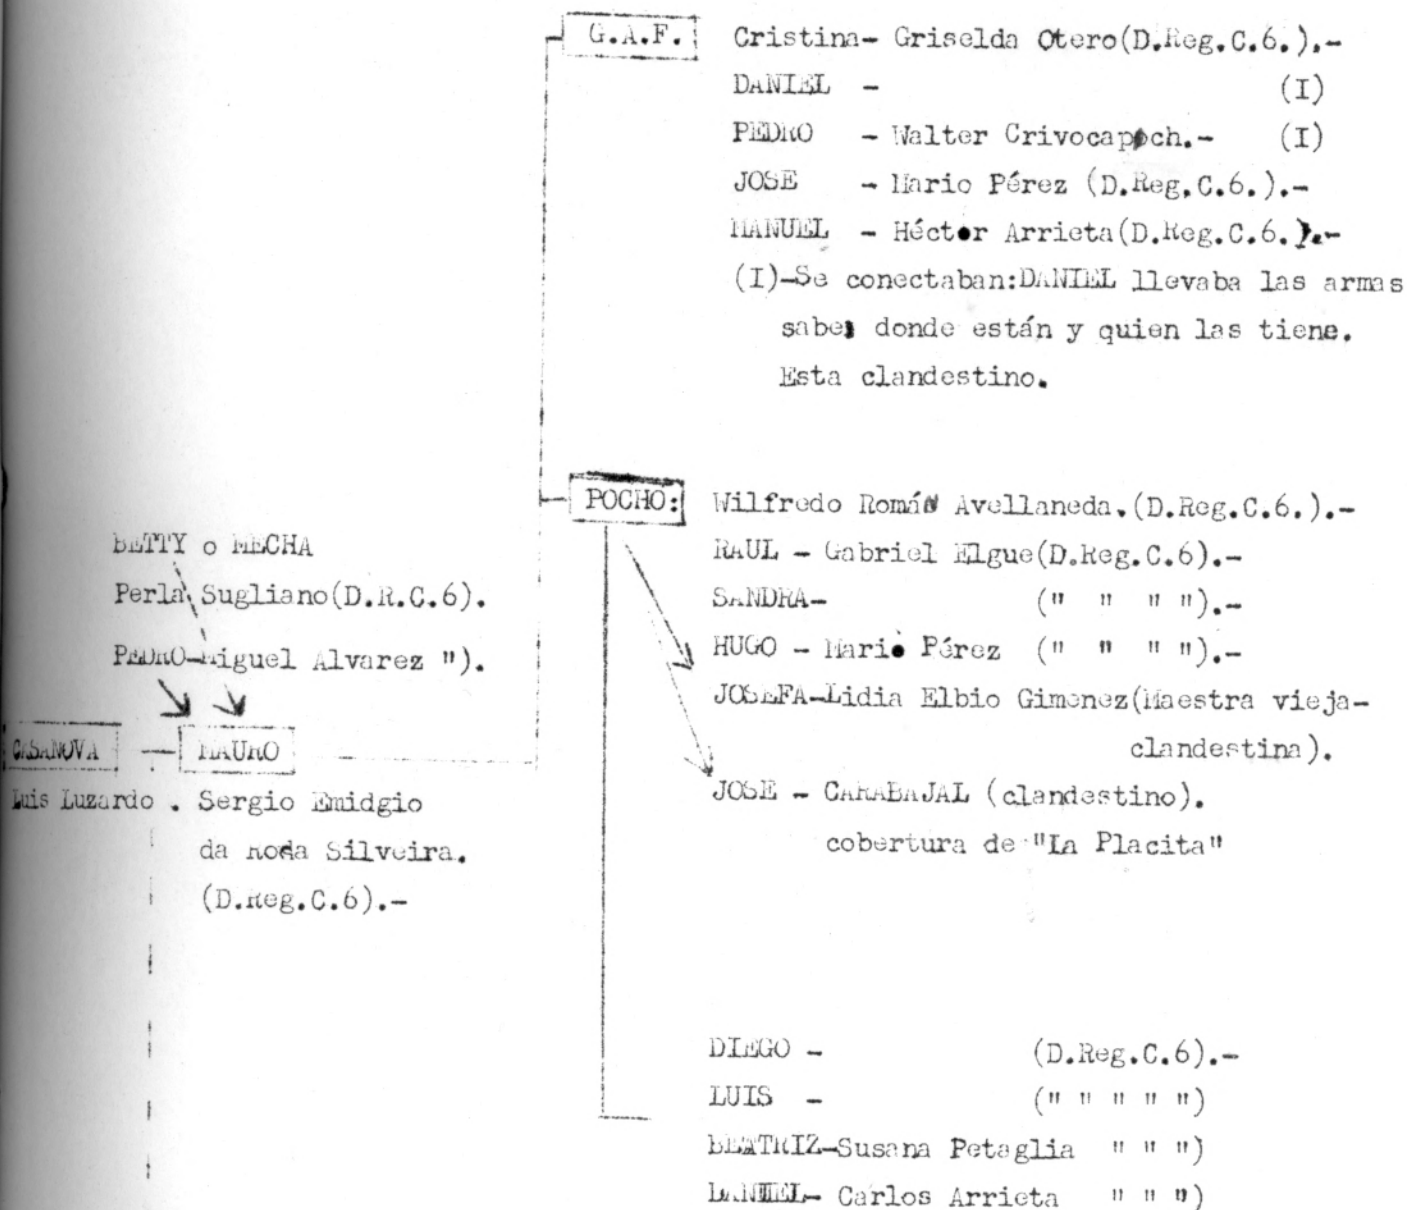 G.A.F.
Cristina- Griselda Otero(D.Reg.C.6.).-
DANIEL - (I)
PEDRO - Walter Crivocapich.- (I)
JOSE - Mario Pérez (D.Reg.C.6.).-
MANUEL - Héctor Arrieta(D.Reg.C.6.).-
(I)-Se conectaban:DANIEL llevaba las armas
sabe donde están y quien las tiene.
Esta clandestino.
POCHO: Wilfredo Román Avellaneda.(D.Reg.C.6.).-
RAUL - Gabriel Elgue(D.Reg.C.6).-
SANDRA- (" " " ").-
HUGO - Mario Pérez (" " " ").-
JOSEFA-Lidia Elbio Gimenez(Maestra vieja-
clandestina).
JOSE - CARABAJAL (clandestino).
cobertura de "La Placita"
BETTY o MECHA
Perla Sugliano(D.R.C.6).
PEDRO-Miguel Alvarez ").
CASANOVA - MAURO
Luis Luzardo . Sergio Emidgio
da Rosa Silveira.
(D.Reg.C.6).-
DIEGO - (D.Reg.C.6).-
LUIS - (" " " " ")
BEATRIZ-Susana Petaglia " " ")
DANIEL- Carlos Arrieta " " ")